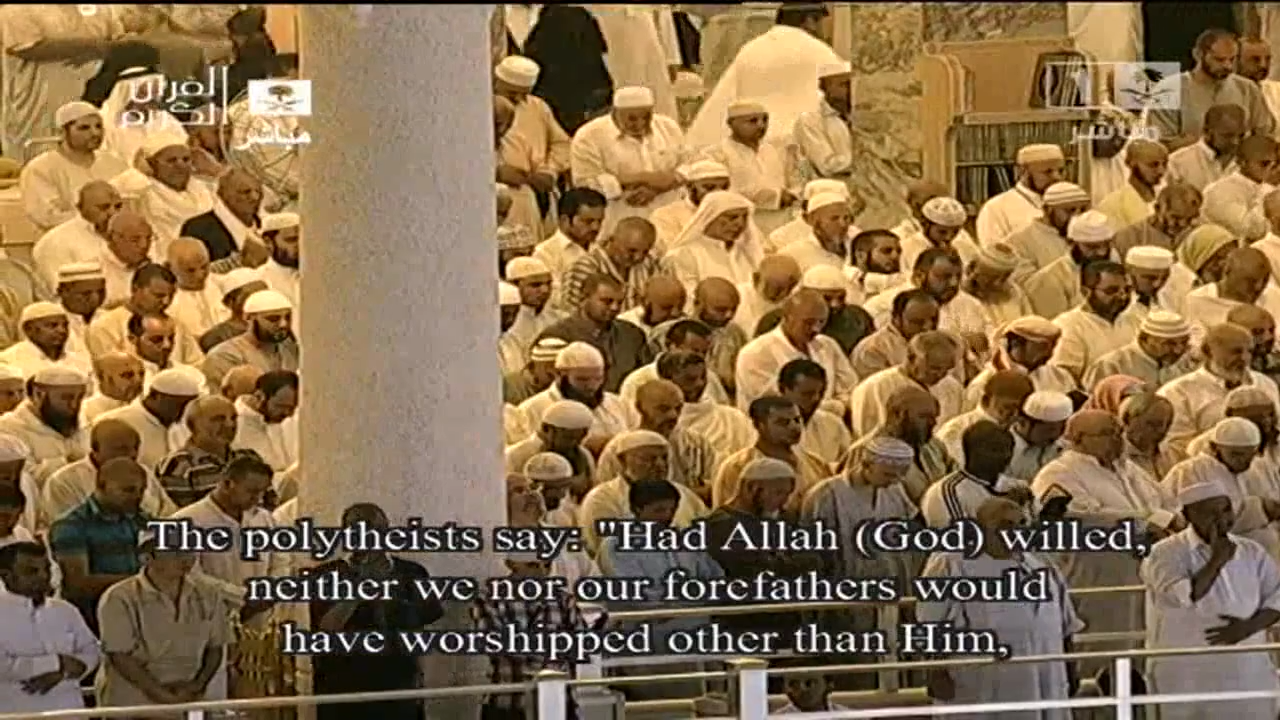 القرآن
الكريم
مباشر
مباشر
The polytheists say: "Had Allah (God) willed,
neither we nor our forefathers would
have worshipped other than Him,